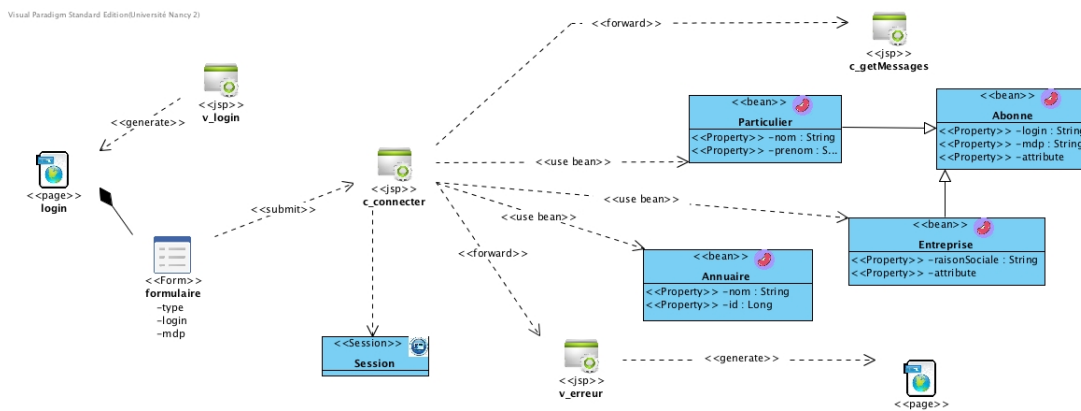 Visual Paradigm Standard Edition(Université Nancy 2)
<<forward>>
<<jsp>>
c_getMessages
<<jsp>>
v_login
<<generate>>
<<bean>>
Particulier
<<Property>> -nom : String
<<Property>> -prenom : S...
<<bean>>
Abonne
<<Property>> -login : String
<<Property>> -mdp : String
<<Property>> -attribute
<<page>>
login
<<jsp>>
c_connecter
<<use bean>>
<<submit>>
<<use bean>>
<<use bean>>
<<forward>>
<<Form>>
formulaire
-type
-login
-mdp
<<bean>>
Entreprise
<<Property>> -raisonSociale : String
<<Property>> -attribute
<<bean>>
Annuaire
<<Property>> -nom : String
<<Property>> -id : Long
<<Session>>
Session
<<jsp>>
v_erreur
<<generate>>
<<page>>